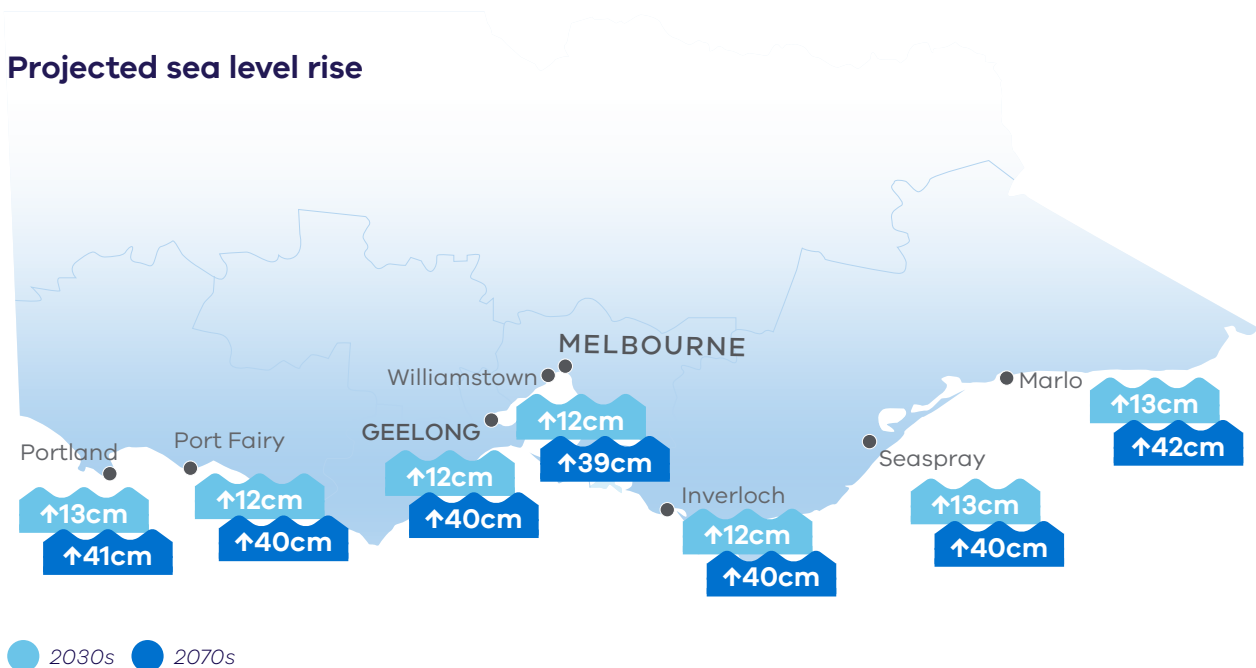 Projected sea level rise
MELBOURNE
Williamstown
GEELONG
↑12cm
↑39cm
↑12cm
↑40cm
Portland
↑13cm
↑41cm
Port Fairy
↑12cm
↑40cm
Inverloch
↑12cm
↑40cm
Seaspray
↑13cm
↑40cm
Marlo
↑13cm
↑42cm
2030s 2070s